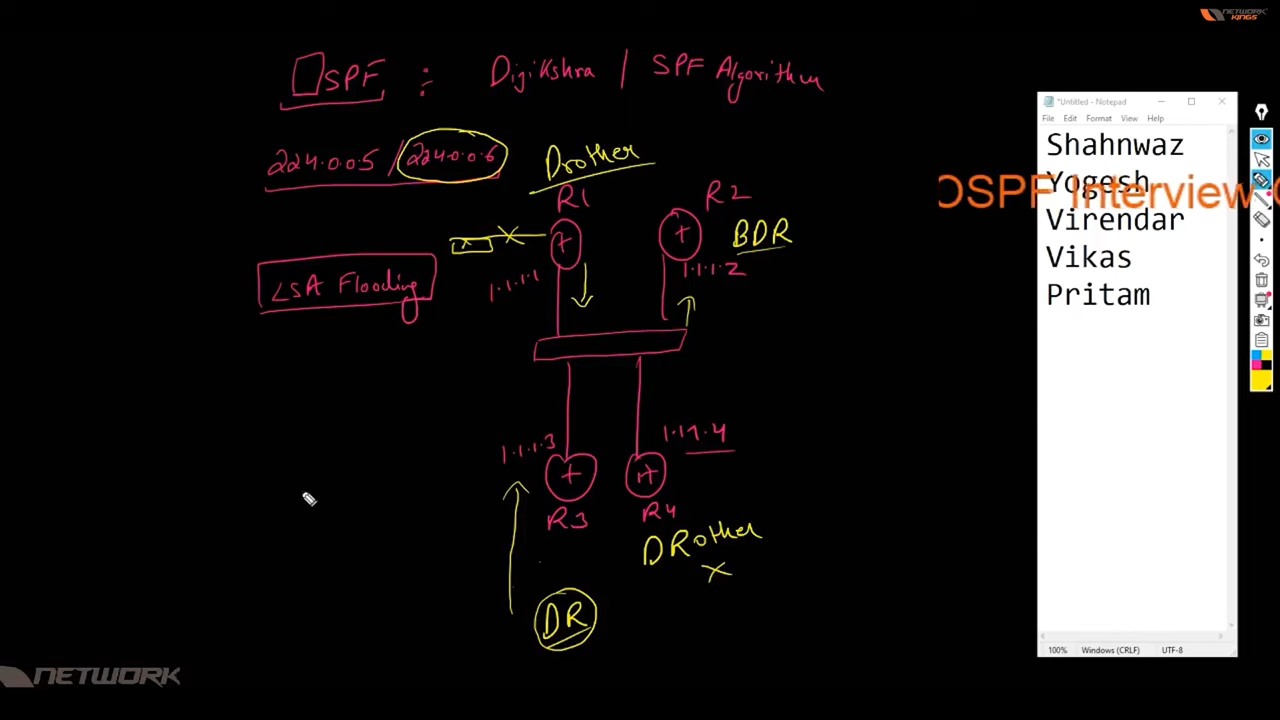 NETWORK
KINGS
OSPF : Dijikshra / SPF Algorithm
224.0.0.5 / 224.0.0.6
Drother
R1
R2
BDR
1.1.1.1
1.1.1.2
LSA Flooding
1.1.1.3
1.1.1.4
R3
R4
DRother
DR
*Untitled - Notepad
File Edit Format View Help
Shahnwaz
Yogesh
Virendar
Vikas
Pritam
OSPF Interview
100% Windows (CRLF) UTF-8
NETWORK